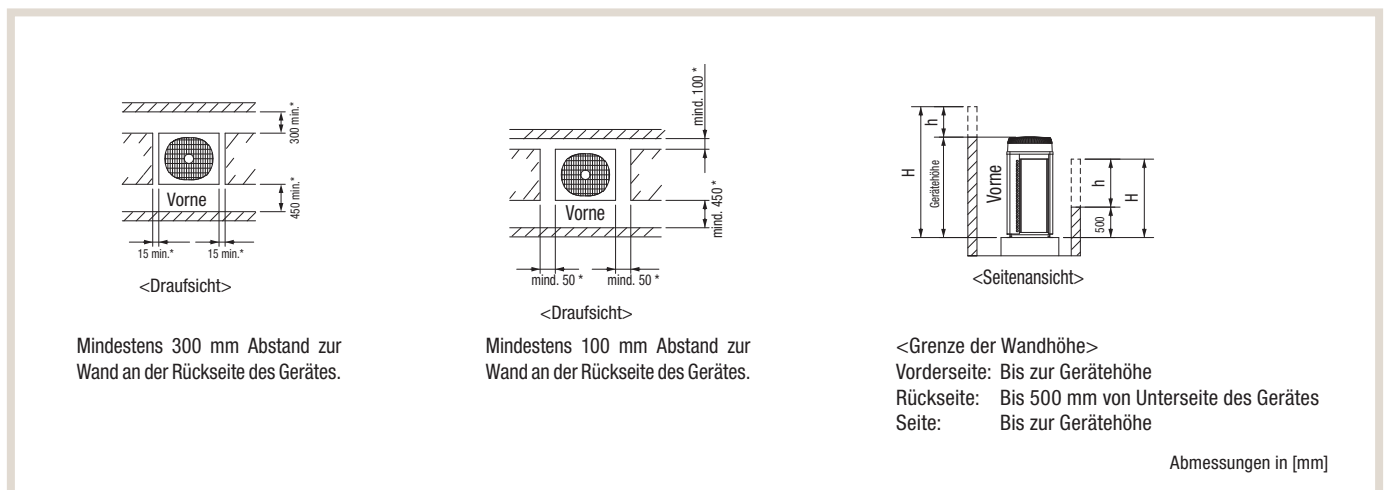 300 min.*
450 min.*
Vorne
15 min.*
15 min.*
<Draufsicht>
Mindestens 300 mm Abstand zur
Wand an der Rückseite des Gerätes.
mind. 100 *
mind. 450 *
Vorne
mind. 50 *
mind. 50 *
<Draufsicht>
Mindestens 100 mm Abstand zur
Wand an der Rückseite des Gerätes.
H
h
Gerätehöhe
Vorne
h
500
H
<Seitenansicht>
<Grenze der Wandhöhe>
Vorderseite: Bis zur Gerätehöhe
Rückseite: Bis 500 mm von Unterseite des Gerätes
Seite: Bis zur Gerätehöhe
Abmessungen in [mm]